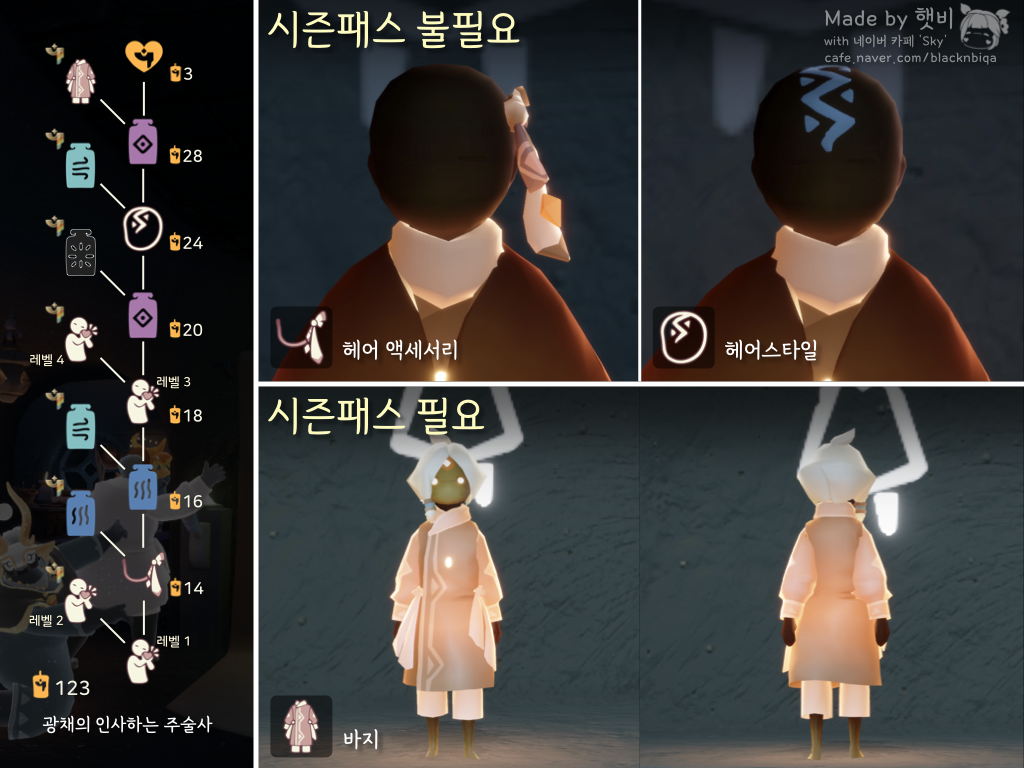 3
28
24
20
레벨 4
레벨 3
18
16
14
레벨 2
레벨 1
123
광채의 인사하는 주술사
시즌패스 불필요
헤어 액세서리
Made by 햇비
with 네이버 카페 'Sky'
cafe.naver.com/blacknbiqa
헤어스타일
시즌패스 필요
바지